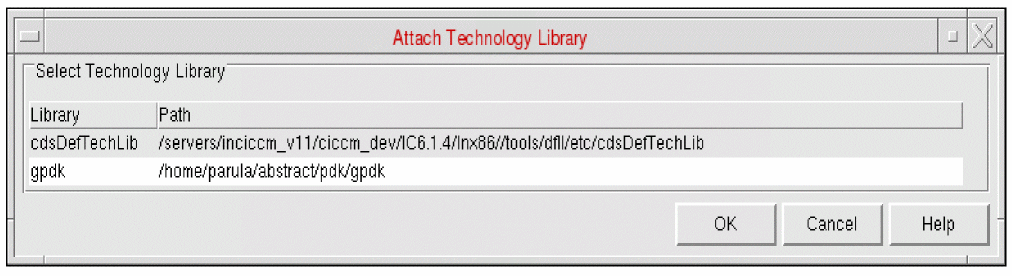 Attach Technology Library
Select Technology Library
Library Path
cdsDefTechLib /servers/inciccm_v11/ciccm_dev/IC6.1.4/lnx86//tools/dfII/etc/cdsDefTechLib
gpdk /home/parula/abstract/pdk/gpdk
OK Cancel Help